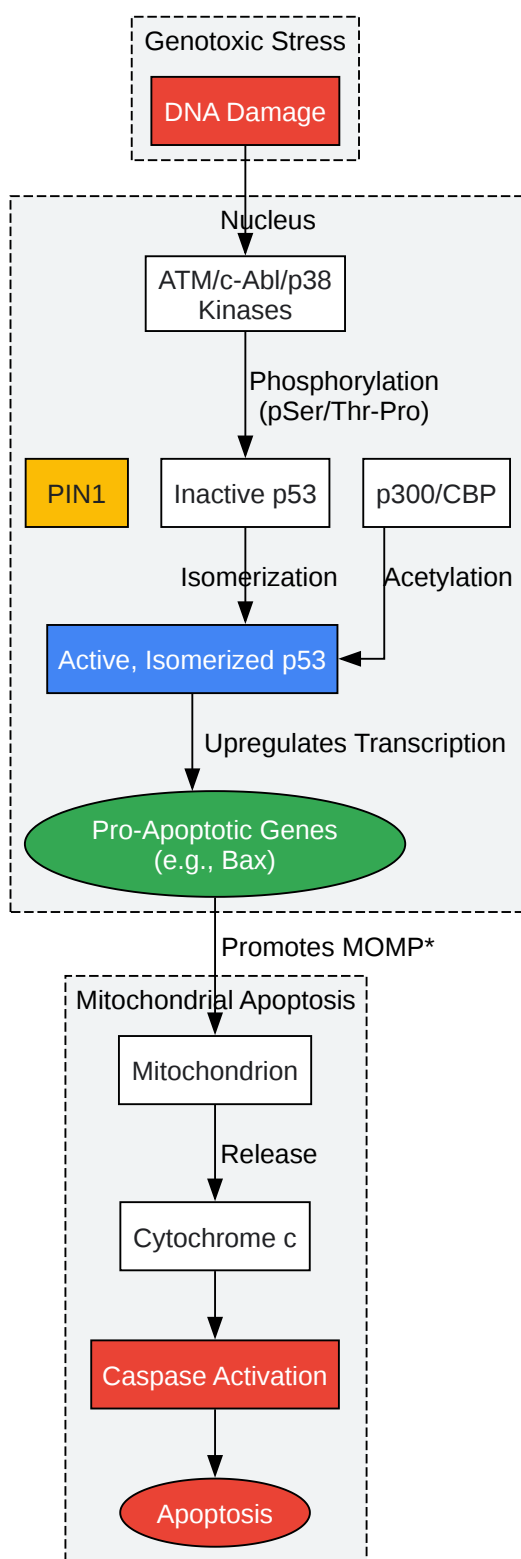 Genotoxic Stress
DNA Damage
Nucleus
ATM/c-Abl/p38
Kinases
Phosphorylation
(pSer/Thr-Pro)
PIN1
Inactive p53
p300/CBP
Isomerization
Acetylation
Active, Isomerized p53
Upregulates Transcription
Pro-Apoptotic Genes
(e.g., Bax)
Promotes MOMP*
Mitochondrial Apoptosis
Mitochondrion
Release
Cytochrome c
Caspase Activation
Apoptosis